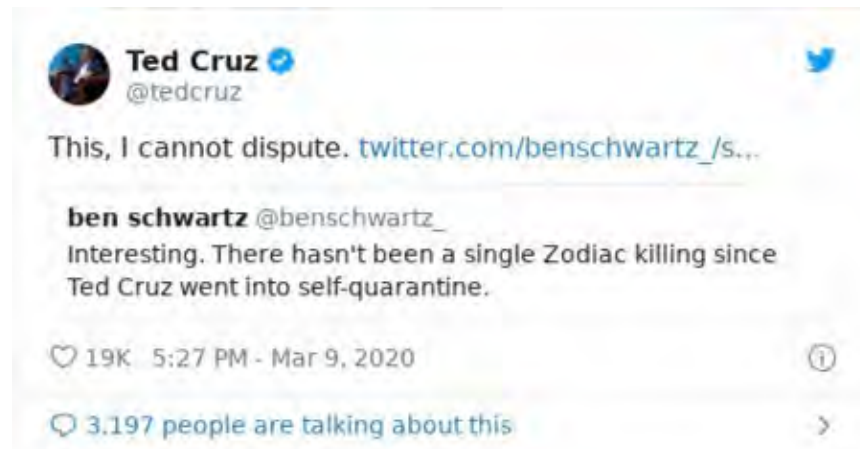 Ted Cruz
@tedcruz
This, I cannot dispute. twitter.com/benschwartz_/s...
ben schwartz @benschwartz_
Interesting. There hasn't been a single Zodiac killing since
Ted Cruz went into self-quarantine.
19K 5:27 PM - Mar 9, 2020
3,197 people are talking about this